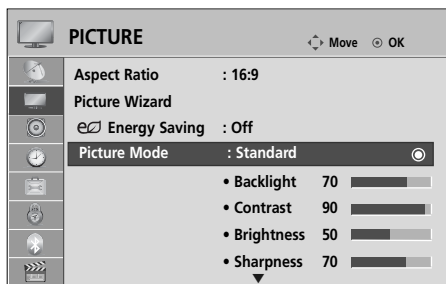 PICTURE
Move OK
Aspect Ratio : 16:9
Picture Wizard
Energy Saving : Off
Picture Mode : Standard
• Backlight 70
• Contrast 90
• Brightness 50
• Sharpness 70